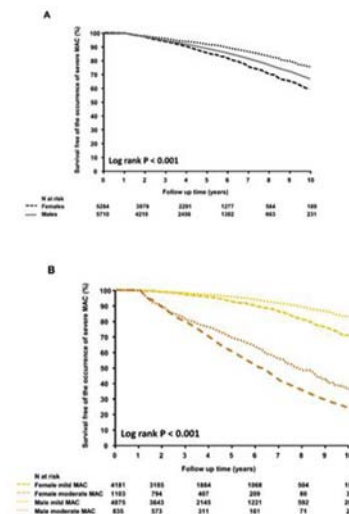 A
Survival free of the occurrence of severe MAC (%)
100
90
80
70
60
50
40
30
20
10
0
Log rank P < 0.001
0 1 2 3 4 5 6 7 8 9 10
Follow up time (years)
N at risk
Females 5284 3979 2291 1277 584 189
Males 5710 4216 2456 1382 663 231
B
Survival free of the occurrence of severe MAC (%)
100
90
80
70
60
50
40
30
20
10
0
Log rank P < 0.001
0 1 2 3 4 5 6 7 8 9
Follow up time (years)
N at risk
Female mild MAC 4181 3185 1884 1068 504
Female moderate MAC 1103 794 407 209 80
Male mild MAC 4875 3643 2145 1221 592
Male moderate MAC 835 573 311 161 71